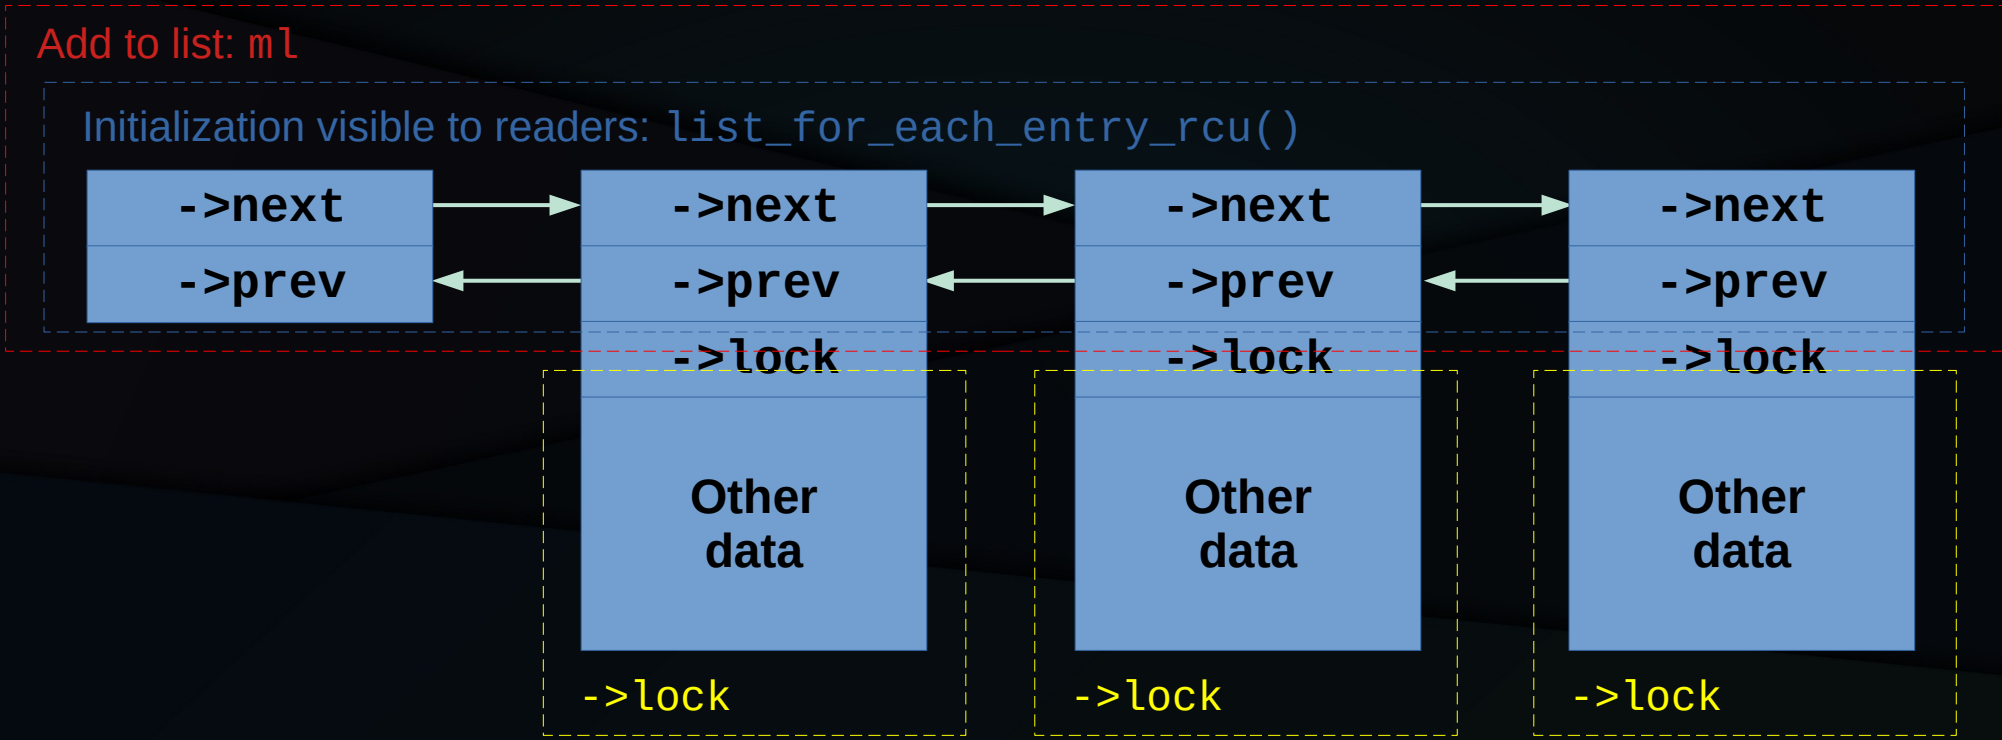 Add to list: ml
Initialization visible to readers: list_for_each_entry_rcu()
->next ->next ->next ->next
->prev ->prev ->prev ->prev
->lock ->lock ->lock
Other Other Other
data data data
->lock ->lock ->lock